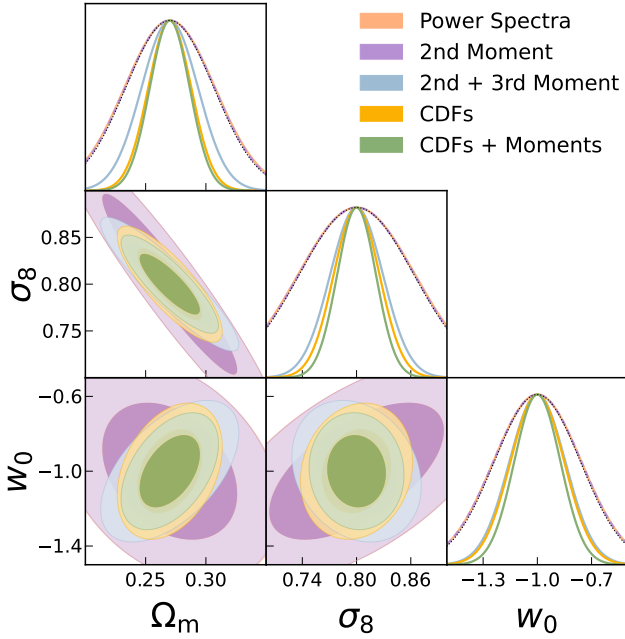 Power Spectra
2nd Moment
2nd + 3rd Moment
CDFs
CDFs + Moments
0.85
0.80
0.75
σ₈
−0.6
−1.0
−1.4
w₀
0.25 0.30
0.74 0.80 0.86
−1.3 −1.0 −0.7
Ωₘ σ₈ w₀